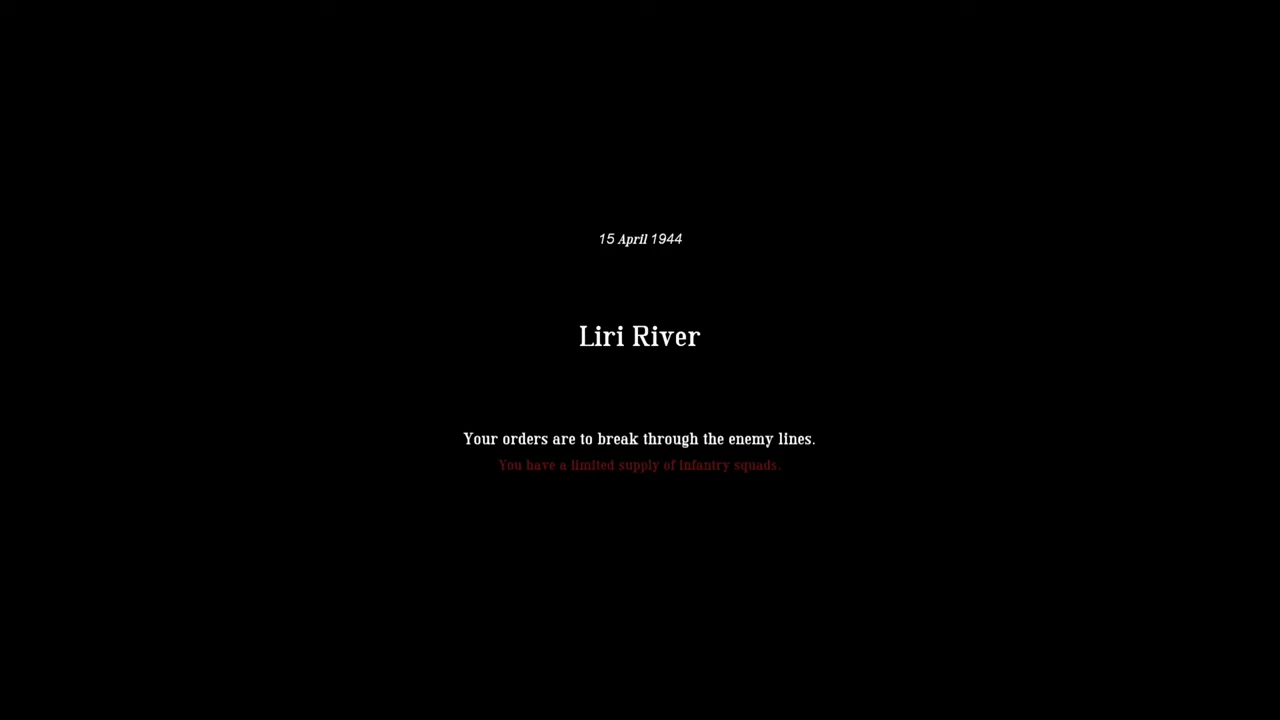 15 April 1944
Liri River
Your orders are to break through the enemy lines.
You have a limited supply of infantry squads.